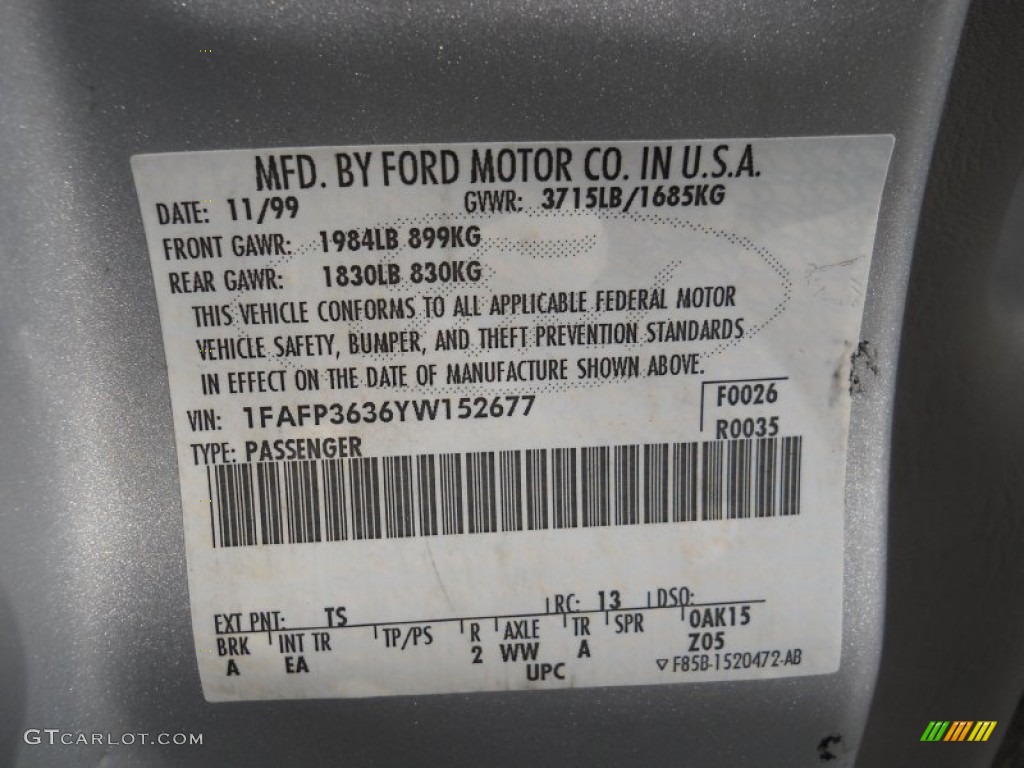 MFD. BY FORD MOTOR CO. IN U.S.A.
DATE: 11/99 GVWR: 3715LB/1685KG
FRONT GAWR: 1984LB 899KG
REAR GAWR: 1830LB 830KG
THIS VEHICLE CONFORMS TO ALL APPLICABLE FEDERAL MOTOR
VEHICLE SAFETY, BUMPER, AND THEFT PREVENTION STANDARDS
IN EFFECT ON THE DATE OF MANUFACTURE SHOWN ABOVE.
VIN: 1FAFP3636YW152677 F0026
TYPE: PASSENGER R0035
EXT PNT: TS RC: 13 DSO:
BRK INT TR TP/PS R AXLE TR SPR 0AK15
A EA 2 WW A Z05
UPC ▽F85B-1520472-AB
GTCARLOT.COM